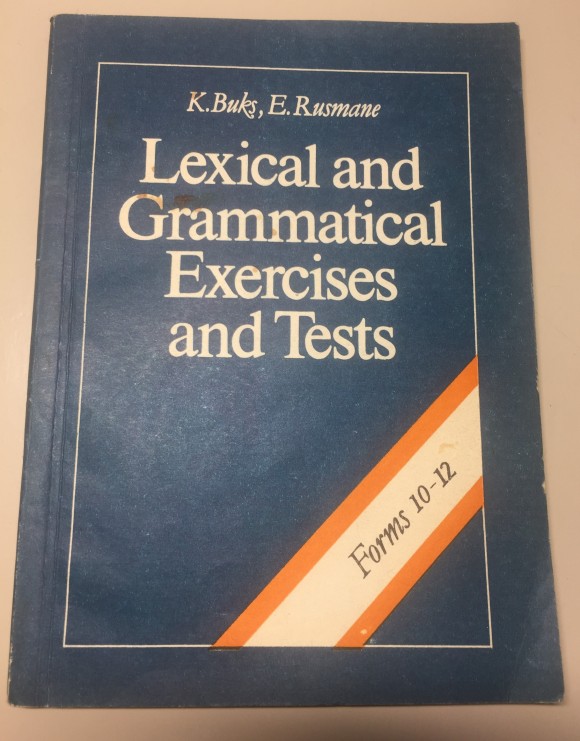 K.Buks, E.Rusmane
Lexical and
Grammatical
Exercises
and Tests
Forms 10-12